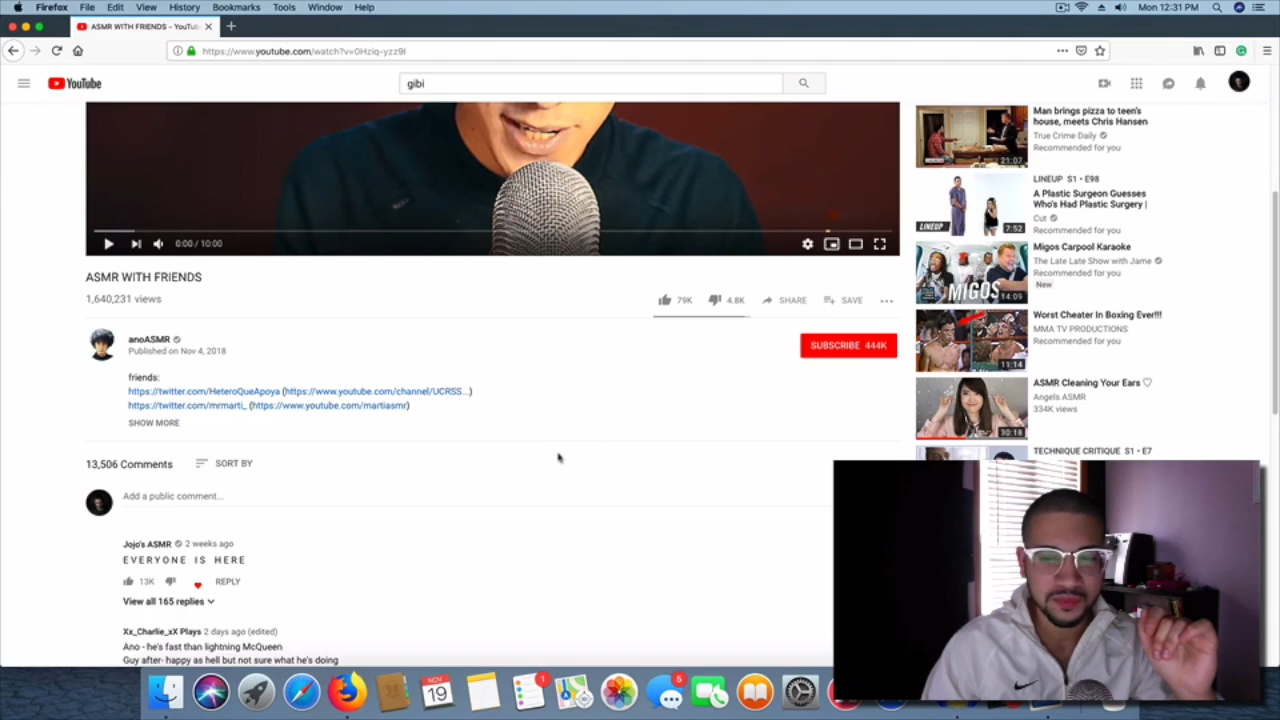 Firefox File Edit View History Bookmarks Tools Window Help
Mon 12:31 PM
ASMR WITH FRIENDS - YouTu
https://www.youtube.com/watch?v=0Hziq-yzz9I
YouTube
gibi
0:00 / 10:00
ASMR WITH FRIENDS
1,640,231 views
79K 4.8K SHARE SAVE
anoASMR
Published on Nov 4, 2018
SUBSCRIBE 444K
friends:
https://twitter.com/HeteroQueApoya (https://www.youtube.com/channel/UCRSS...)
https://twitter.com/mrmarti_ (https://www.youtube.com/martiasmr)
SHOW MORE
13,506 Comments SORT BY
Add a public comment...
Jojo's ASMR 2 weeks ago
EVERYONE IS HERE
13K REPLY
View all 165 replies
Xx_Charlie_xX Plays 2 days ago (edited)
Ano - he's fast than lightning McQueen
Guy after- happy as hell but not sure what he's doing
Man brings pizza to teen's
house, meets Chris Hansen
True Crime Daily
Recommended for you
21:07
LINEUP S1 • E98
A Plastic Surgeon Guesses
Who's Had Plastic Surgery |
Cut
Recommended for you
LINEUP
7:52
Migos Carpool Karaoke
The Late Late Show with Jame
Recommended for you
New
MIGOS
14:09
Worst Cheater In Boxing Ever!!!
MMA TV PRODUCTIONS
Recommended for you
11:14
ASMR Cleaning Your Ears ♡
Angels ASMR
334K views
30:18
TECHNIQUE CRITIQUE S1 • E7
NOV
19
1
5